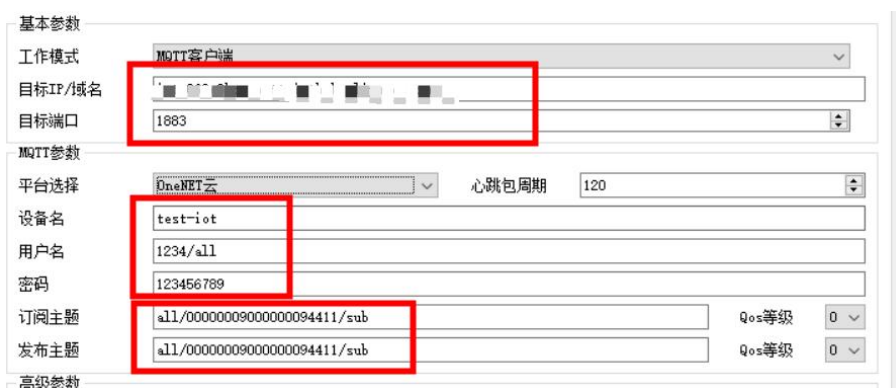 基本参数
工作模式 MQTT客户端
目标IP/域名
目标端口 1883
MQTT参数
平台选择 OneNET云 心跳包周期 120
设备名 test-iot
用户名 1234/all
密码 123456789
订阅主题 all/00000009000000094411/sub Qos等级 0
发布主题 all/00000009000000094411/sub Qos等级 0
高级参数